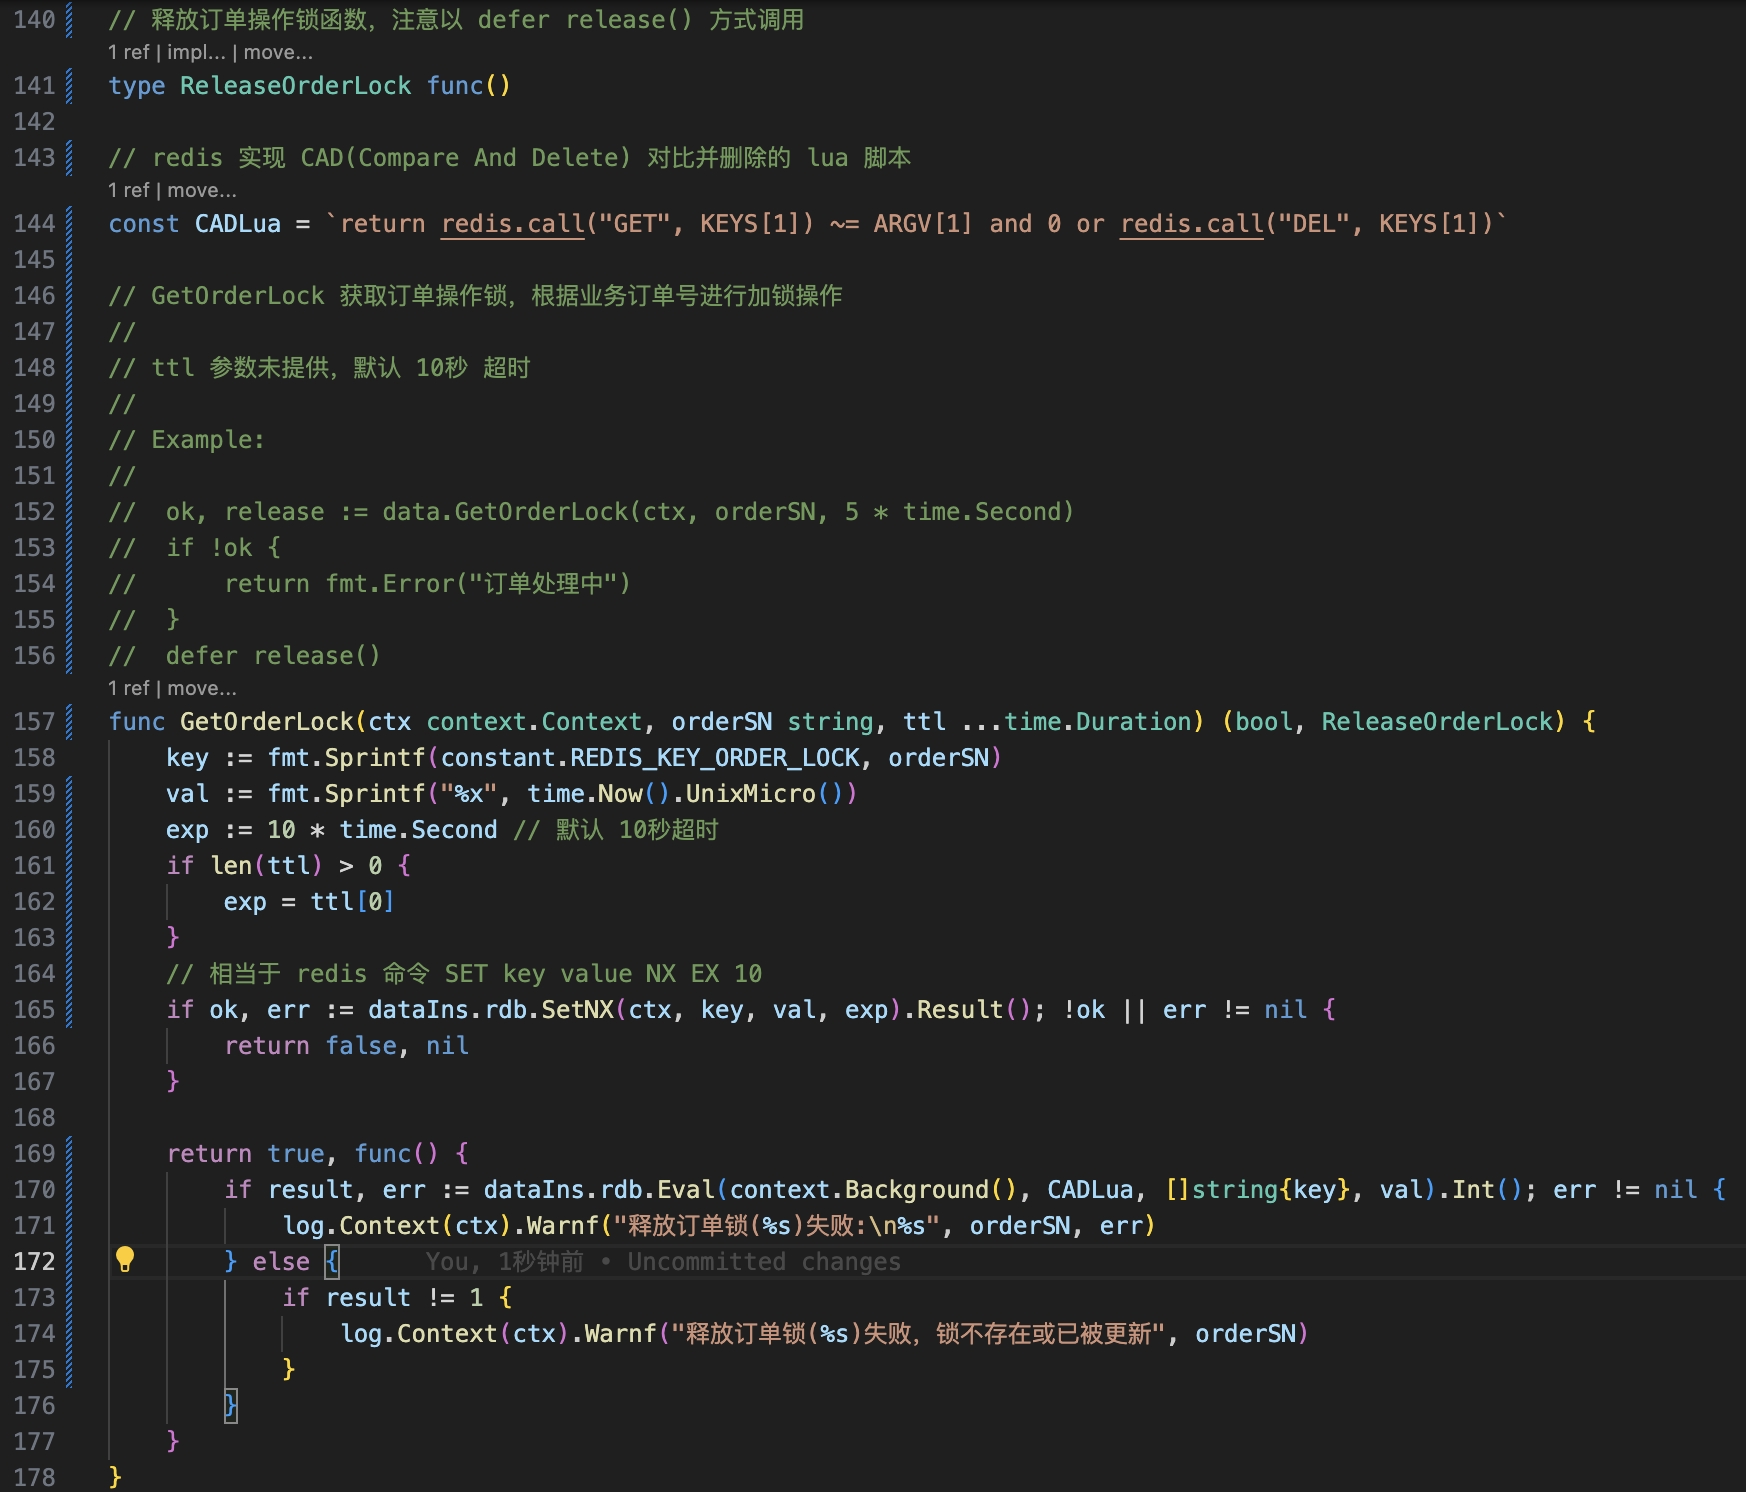 140 // 释放订单操作锁函数，注意以 defer release() 方式调用
1 ref | impl... | move...
141 type ReleaseOrderLock func()
142
143 // redis 实现 CAD(Compare And Delete) 对比并删除的 lua 脚本
1 ref | move...
144 const CADLua = `return redis.call("GET", KEYS[1]) ~= ARGV[1] and 0 or redis.call("DEL", KEYS[1])`
145
146 // GetOrderLock 获取订单操作锁，根据业务订单号进行加锁操作
147 //
148 // ttl 参数未提供，默认 10秒 超时
149 //
150 // Example:
151 //
152 //  ok, release := data.GetOrderLock(ctx, orderSN, 5 * time.Second)
153 //  if !ok {
154 //      return fmt.Error("订单处理中")
155 //  }
156 //  defer release()
1 ref | move...
157 func GetOrderLock(ctx context.Context, orderSN string, ttl ...time.Duration) (bool, ReleaseOrderLock) {
158     key := fmt.Sprintf(constant.REDIS_KEY_ORDER_LOCK, orderSN)
159     val := fmt.Sprintf("%x", time.Now().UnixMicro())
160     exp := 10 * time.Second // 默认 10秒超时
161     if len(ttl) > 0 {
162         exp = ttl[0]
163     }
164     // 相当于 redis 命令 SET key value NX EX 10
165     if ok, err := dataIns.rdb.SetNX(ctx, key, val, exp).Result(); !ok || err != nil {
166         return false, nil
167     }
168
169     return true, func() {
170         if result, err := dataIns.rdb.Eval(context.Background(), CADLua, []string{key}, val).Int(); err != nil {
171             log.Context(ctx).Warnf("释放订单锁(%s)失败:\n%s", orderSN, err)
172         } else {      You, 1秒钟前 • Uncommitted changes
173             if result != 1 {
174                 log.Context(ctx).Warnf("释放订单锁(%s)失败，锁不存在或已被更新", orderSN)
175             }
176         }
177     }
178 }